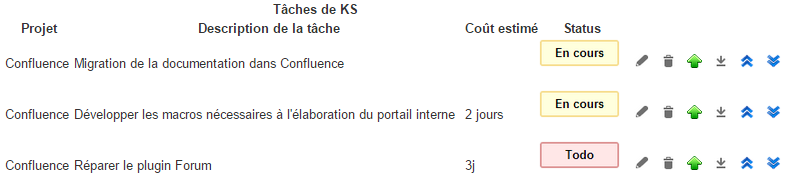 Tâches de KS
Projet Description de la tâche Coût estimé Status
Confluence Migration de la documentation dans Confluence En cours
Confluence Développer les macros nécessaires à l'élaboration du portail interne 2 jours En cours
Confluence Réparer le plugin Forum 3j Todo